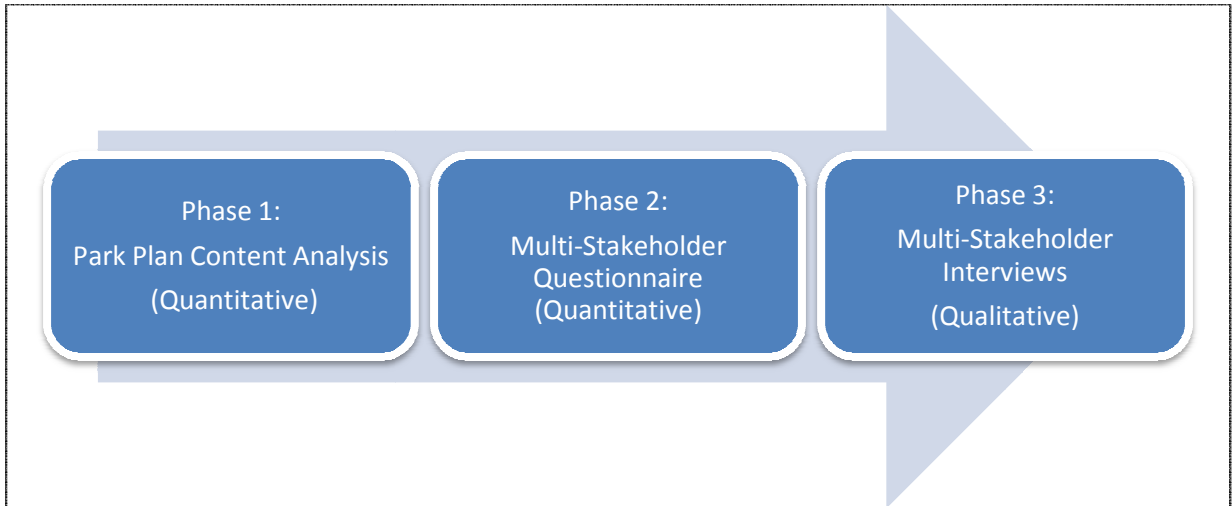 Phase 1:
Park Plan Content Analysis
(Quantitative)
Phase 2:
Multi-Stakeholder
Questionnaire
(Quantitative)
Phase 3:
Multi-Stakeholder
Interviews
(Qualitative)